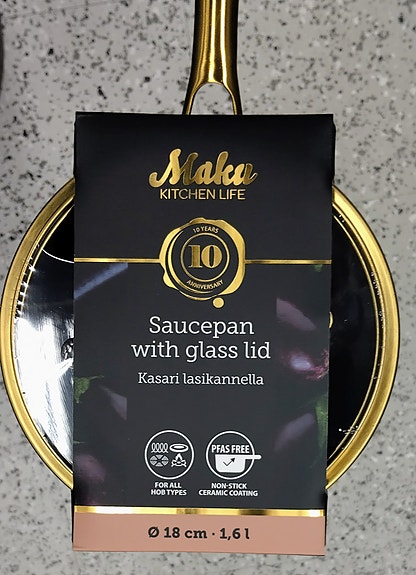 Maku
KITCHEN LIFE
10 YEARS
10
ANNIVERSARY
Saucepan
with glass lid
Kasari lasikannella
PFAS FREE
FOR ALL
HOB TYPES
NON-STICK
CERAMIC COATING
Ø 18 cm · 1,6 l